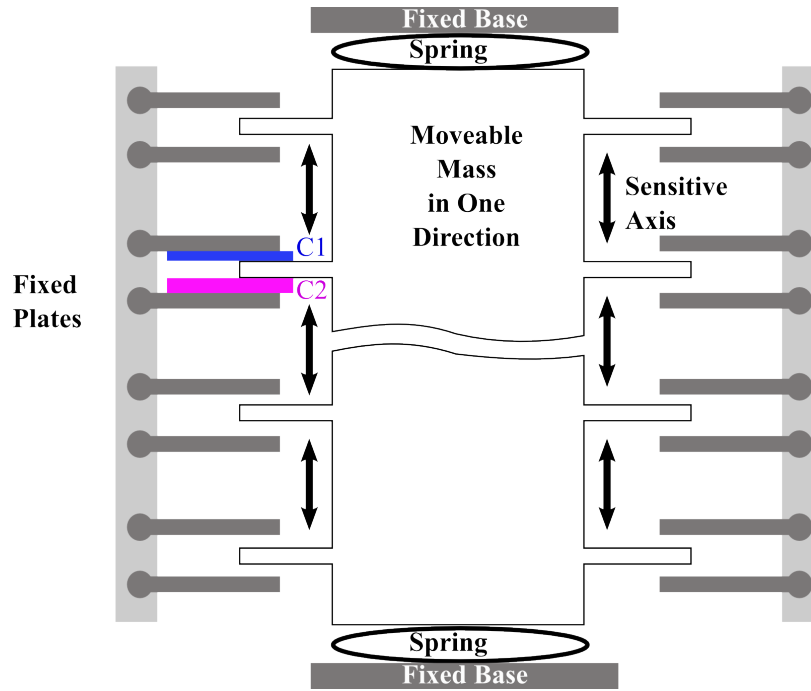 Fixed Base
Spring
Moveable
Mass
in One
Direction
Sensitive
Axis
C1
C2
Fixed
Plates
Spring
Fixed Base